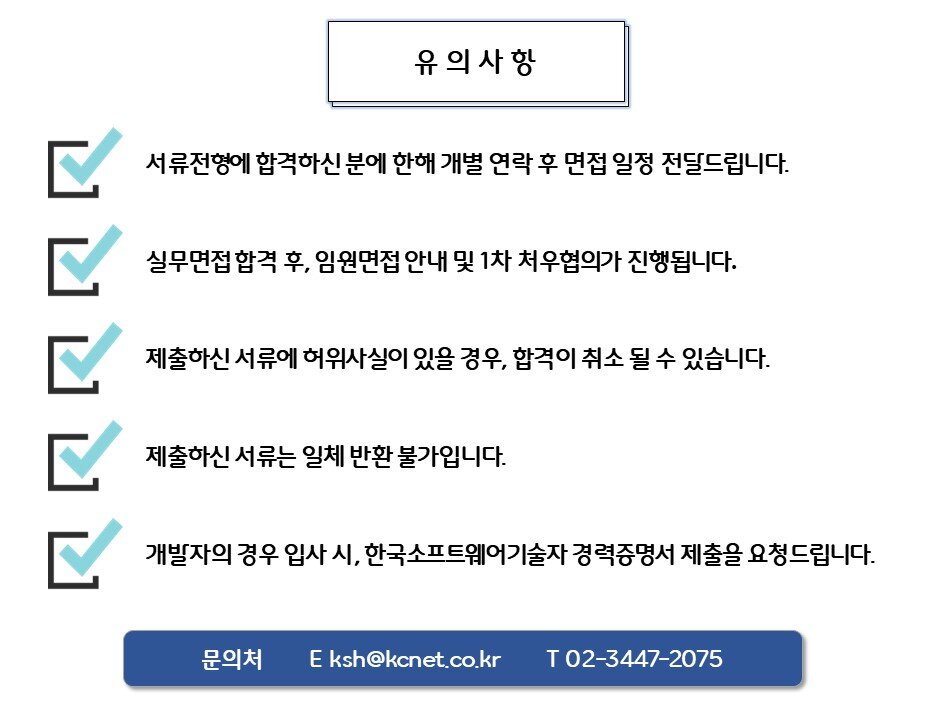 유 의 사 항
서류전형에 합격하신 분에 한해 개별 연락 후 면접 일정 전달드립니다.
실무면접 합격 후, 임원면접 안내 및 1차 처우협의가 진행됩니다.
제출하신 서류에 허위사실이 있을 경우, 합격이 취소 될 수 있습니다.
제출하신 서류는 일체 반환 불가입니다.
개발자의 경우 입사 시, 한국소프트웨어기술자 경력증명서 제출을 요청드립니다.
문의처 E ksh@kcnet.co.kr T 02-3447-2075